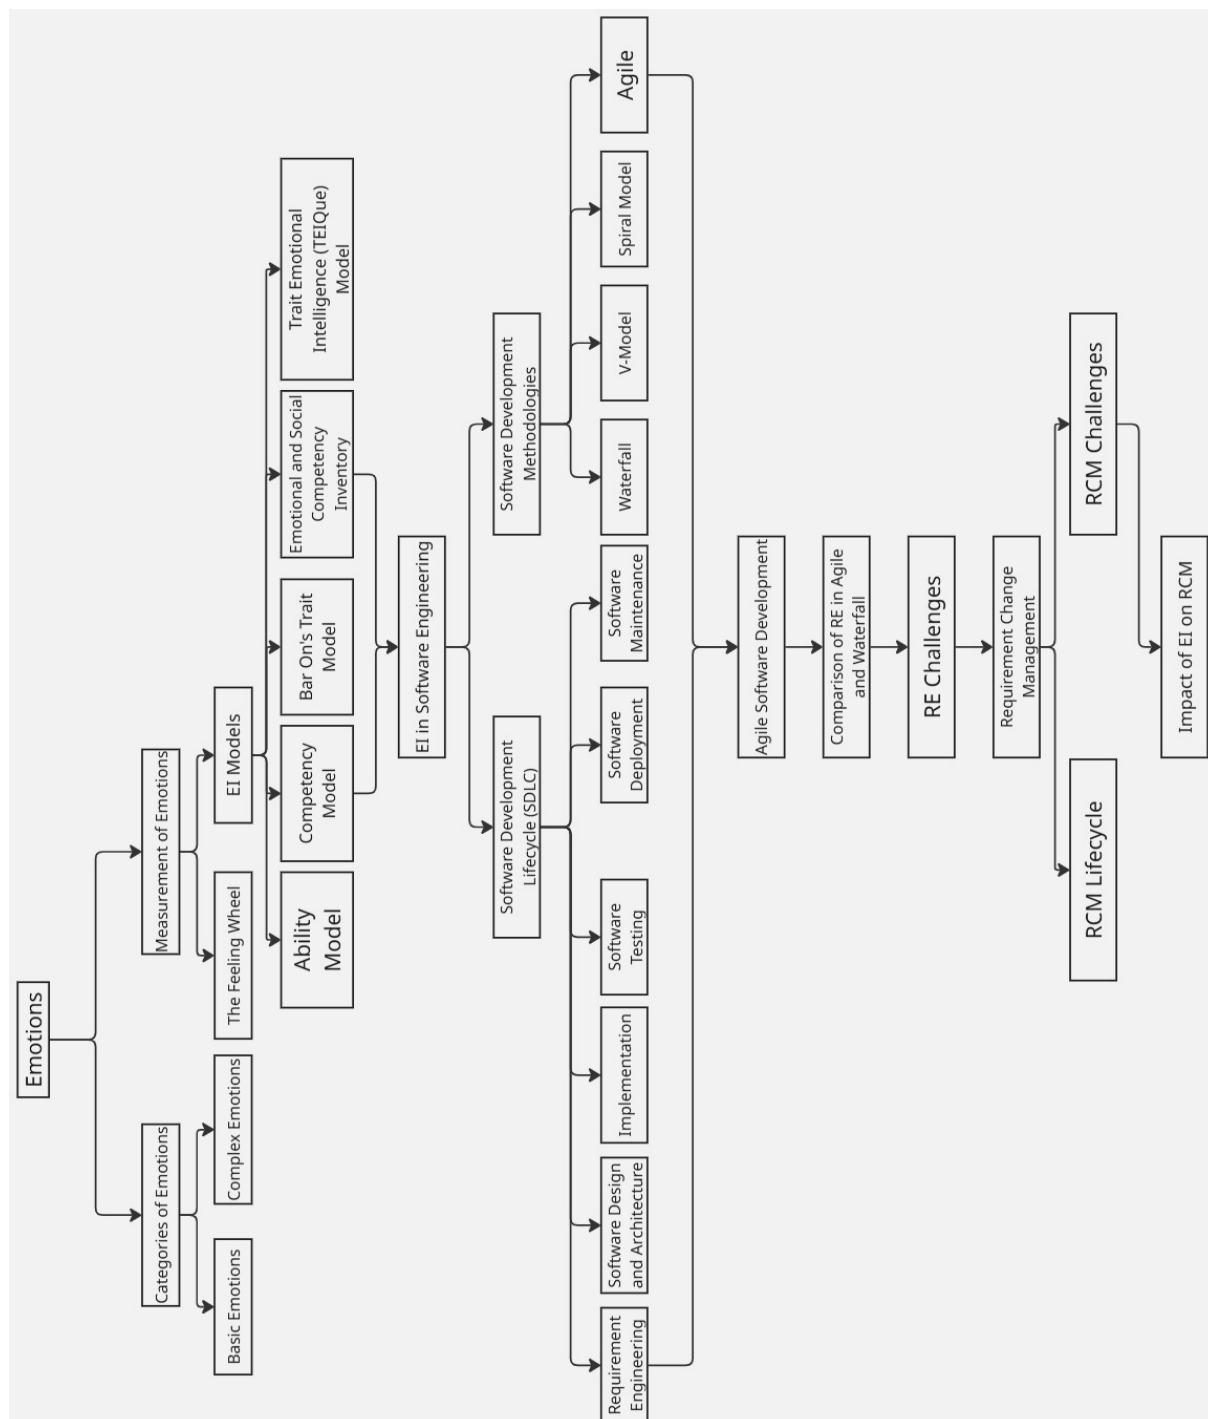 Emotions
Categories of Emotions
Measurement of Emotions
Basic Emotions
Complex Emotions
The Feeling Wheel
EI Models
Ability
Model
Competency
Model
Bar On's Trait
Model
Emotional and Social
Competency
Inventory
Trait Emotional
Intelligence (TEIQue)
Model
EI in Software Engineering
Software Development
Lifecycle (SDLC)
Software Development
Methodologies
Requirement
Engineering
Software Design
and Architecture
Implementation
Software
Testing
Software
Deployment
Software
Maintenance
Waterfall
V-Model
Spiral Model
Agile
Agile Software Development
Comparison of RE in Agile
and Waterfall
RE Challenges
Requirement Change
Management
RCM Lifecycle
RCM Challenges
Impact of EI on RCM